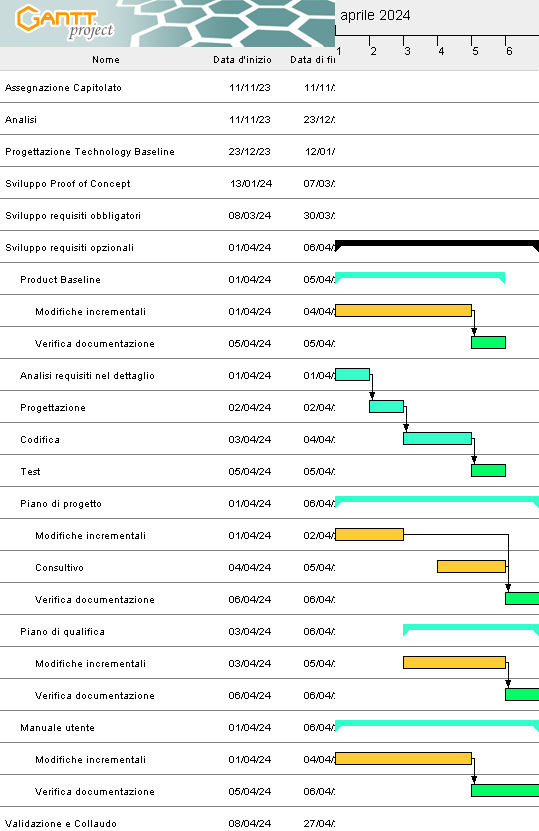 GANTT project
aprile 2024
1 2 3 4 5 6
Nome Data d'inizio Data di fin
Assegnazione Capitolato 11/11/23 11/11/
Analisi 11/11/23 23/12/
Progettazione Technology Baseline 23/12/23 12/01/
Sviluppo Proof of Concept 13/01/24 07/03/
Sviluppo requisiti obbligatori 08/03/24 30/03/
Sviluppo requisiti opzionali 01/04/24 06/04/
Product Baseline 01/04/24 05/04/
Modifiche incrementali 01/04/24 04/04/
Verifica documentazione 05/04/24 05/04/
Analisi requisiti nel dettaglio 01/04/24 01/04/
Progettazione 02/04/24 02/04/
Codifica 03/04/24 04/04/
Test 05/04/24 05/04/
Piano di progetto 01/04/24 06/04/
Modifiche incrementali 01/04/24 02/04/
Consultivo 04/04/24 05/04/
Verifica documentazione 06/04/24 06/04/
Piano di qualifica 03/04/24 06/04/
Modifiche incrementali 03/04/24 05/04/
Verifica documentazione 06/04/24 06/04/
Manuale utente 01/04/24 06/04/
Modifiche incrementali 01/04/24 04/04/
Verifica documentazione 05/04/24 06/04/
Validazione e Collaudo 08/04/24 27/04/